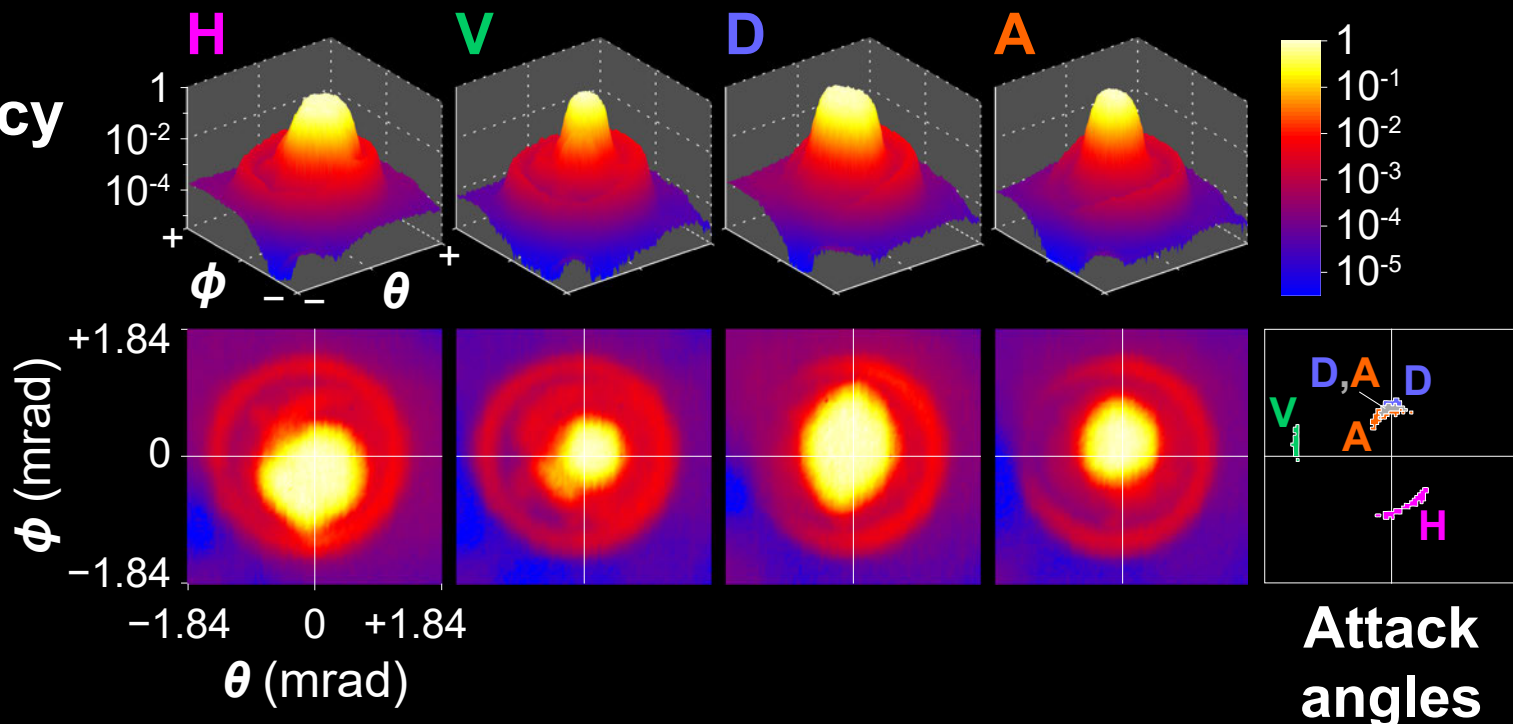 H V D A
cy
1
10-2
10-4
+
ϕ
− −
θ
+
1
10-1
10-2
10-3
10-4
10-5
+1.84
0
−1.84
ϕ (mrad)
−1.84 0 +1.84
θ (mrad)
D,A D
V
A
H
Attack
angles